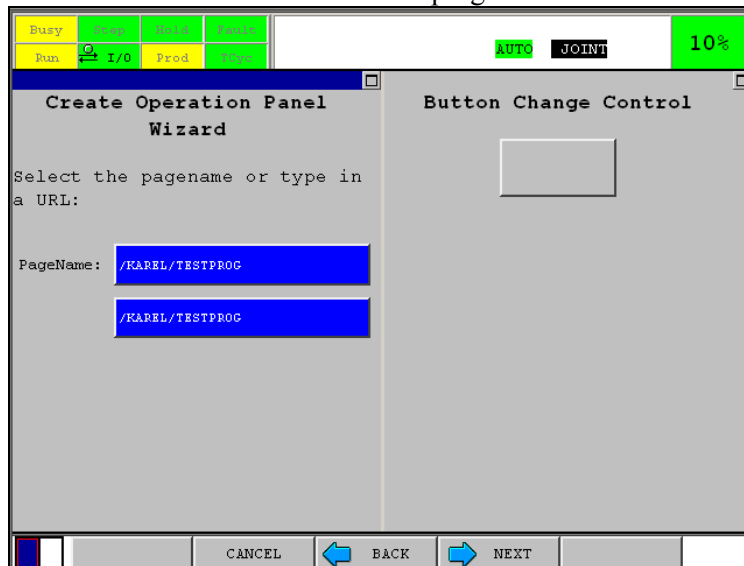 Busy Step Hold Fault
Run I/O Prod TCyc
AUTO JOINT 10%
Create Operation Panel
Wizard
Select the pagename or type in
a URL:
PageName: /KAREL/TESTPROG
/KAREL/TESTPROG
Button Change Control
CANCEL BACK NEXT